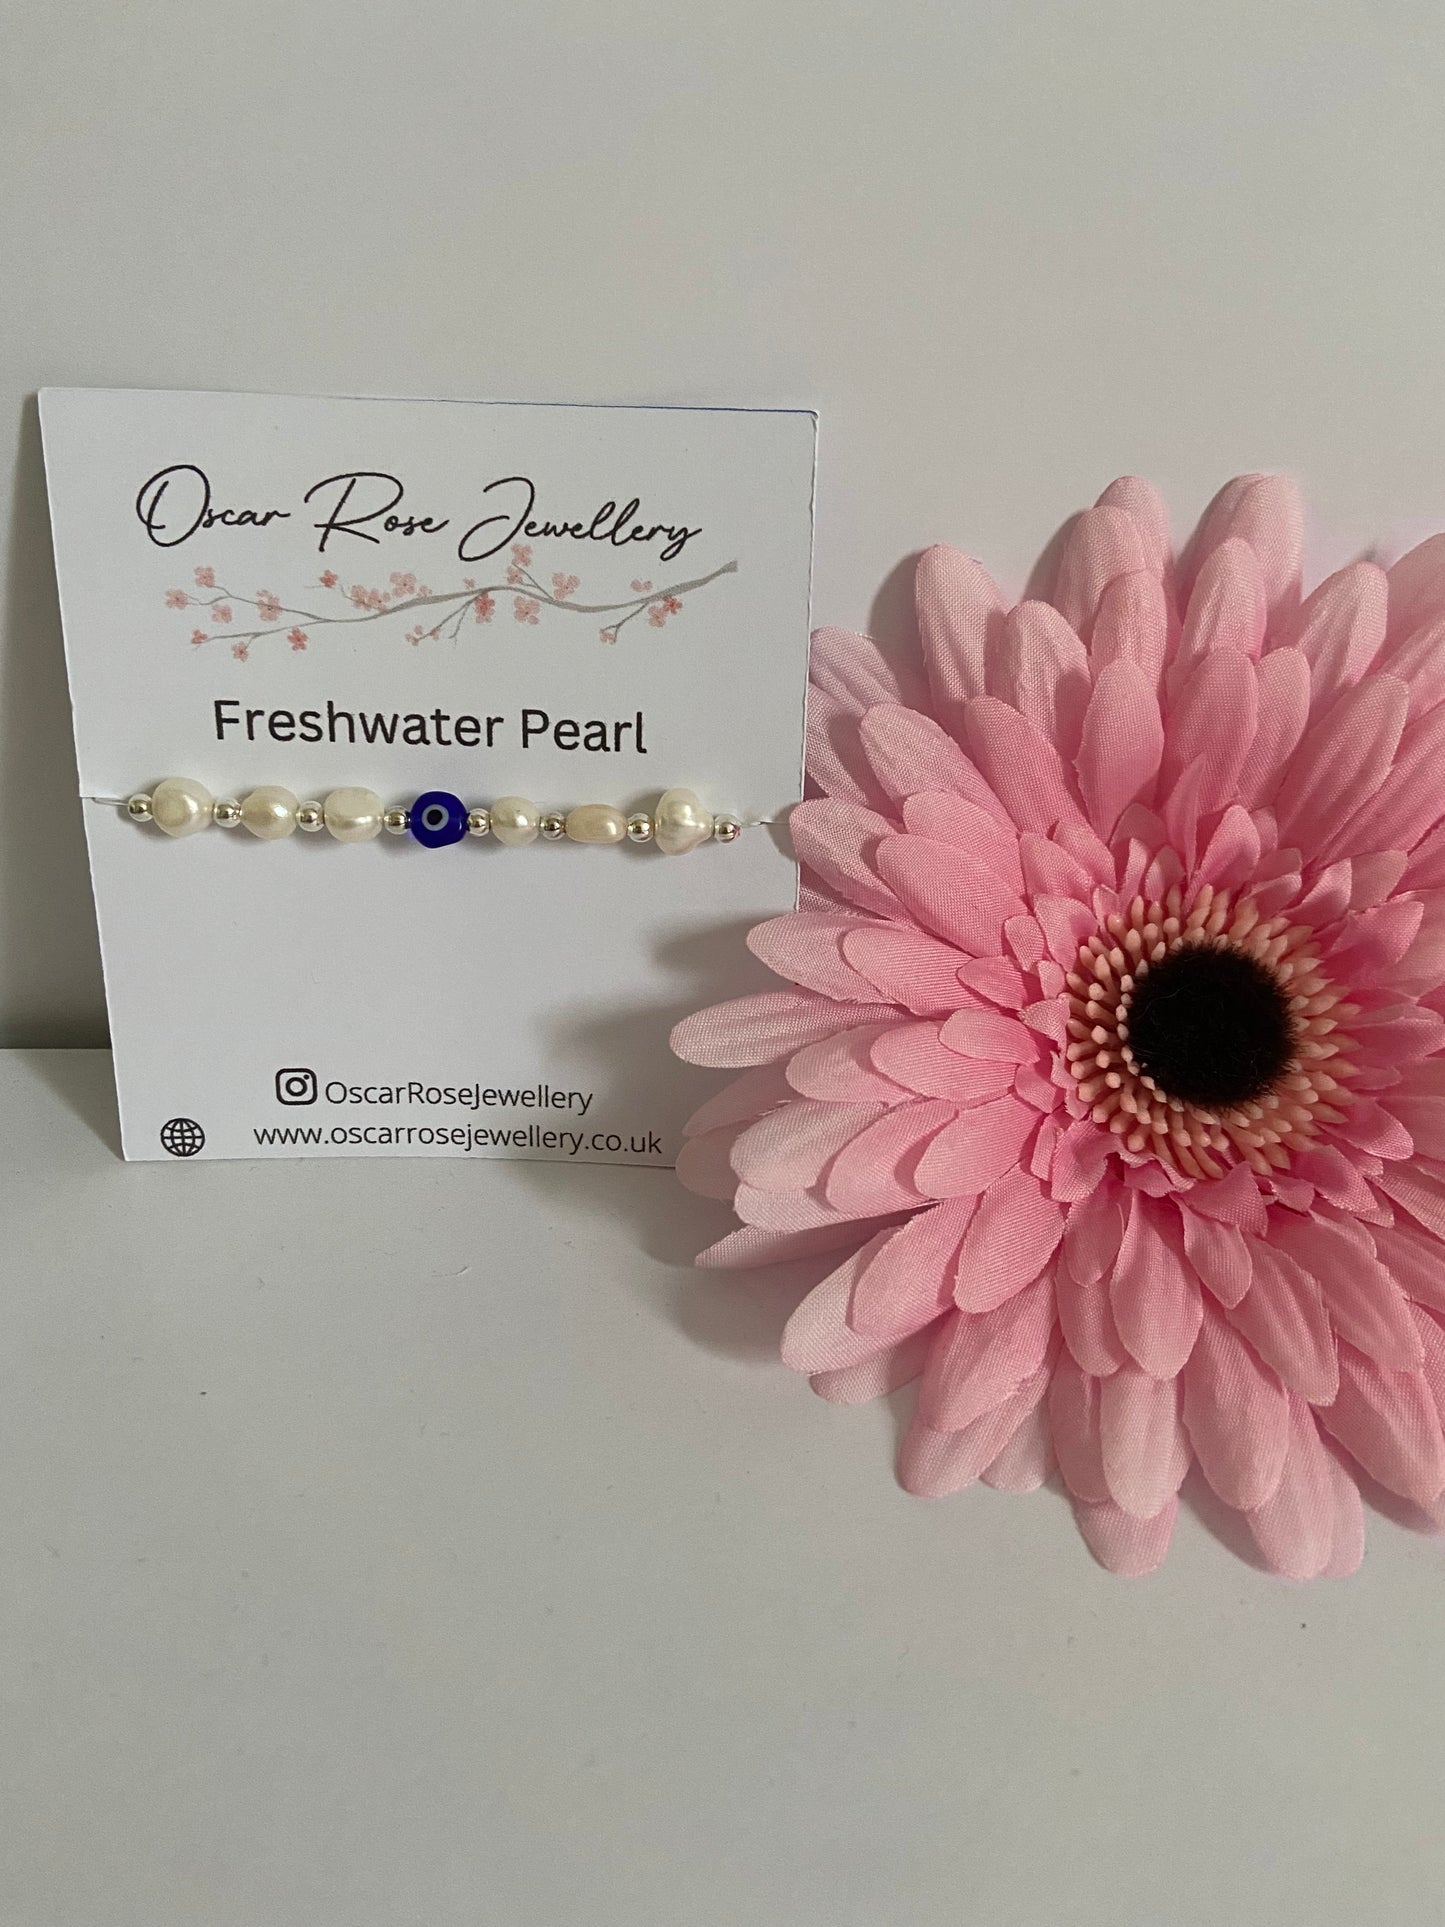 Oscar Rose Jewellery
Freshwater Pearl
OscarRoseJewellery
www.oscarrosejewellery.co.uk